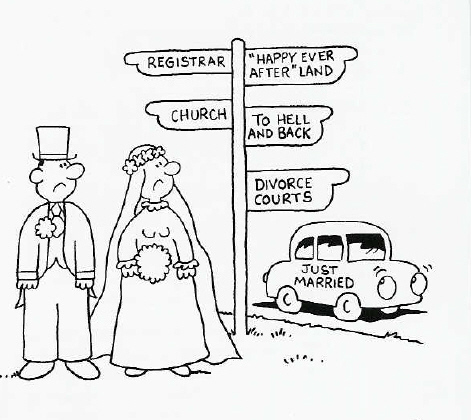 REGISTRAR
"HAPPY EVER
AFTER" LAND
CHURCH
TO HELL
AND BACK
DIVORCE
COURTS
JUST
MARRIED